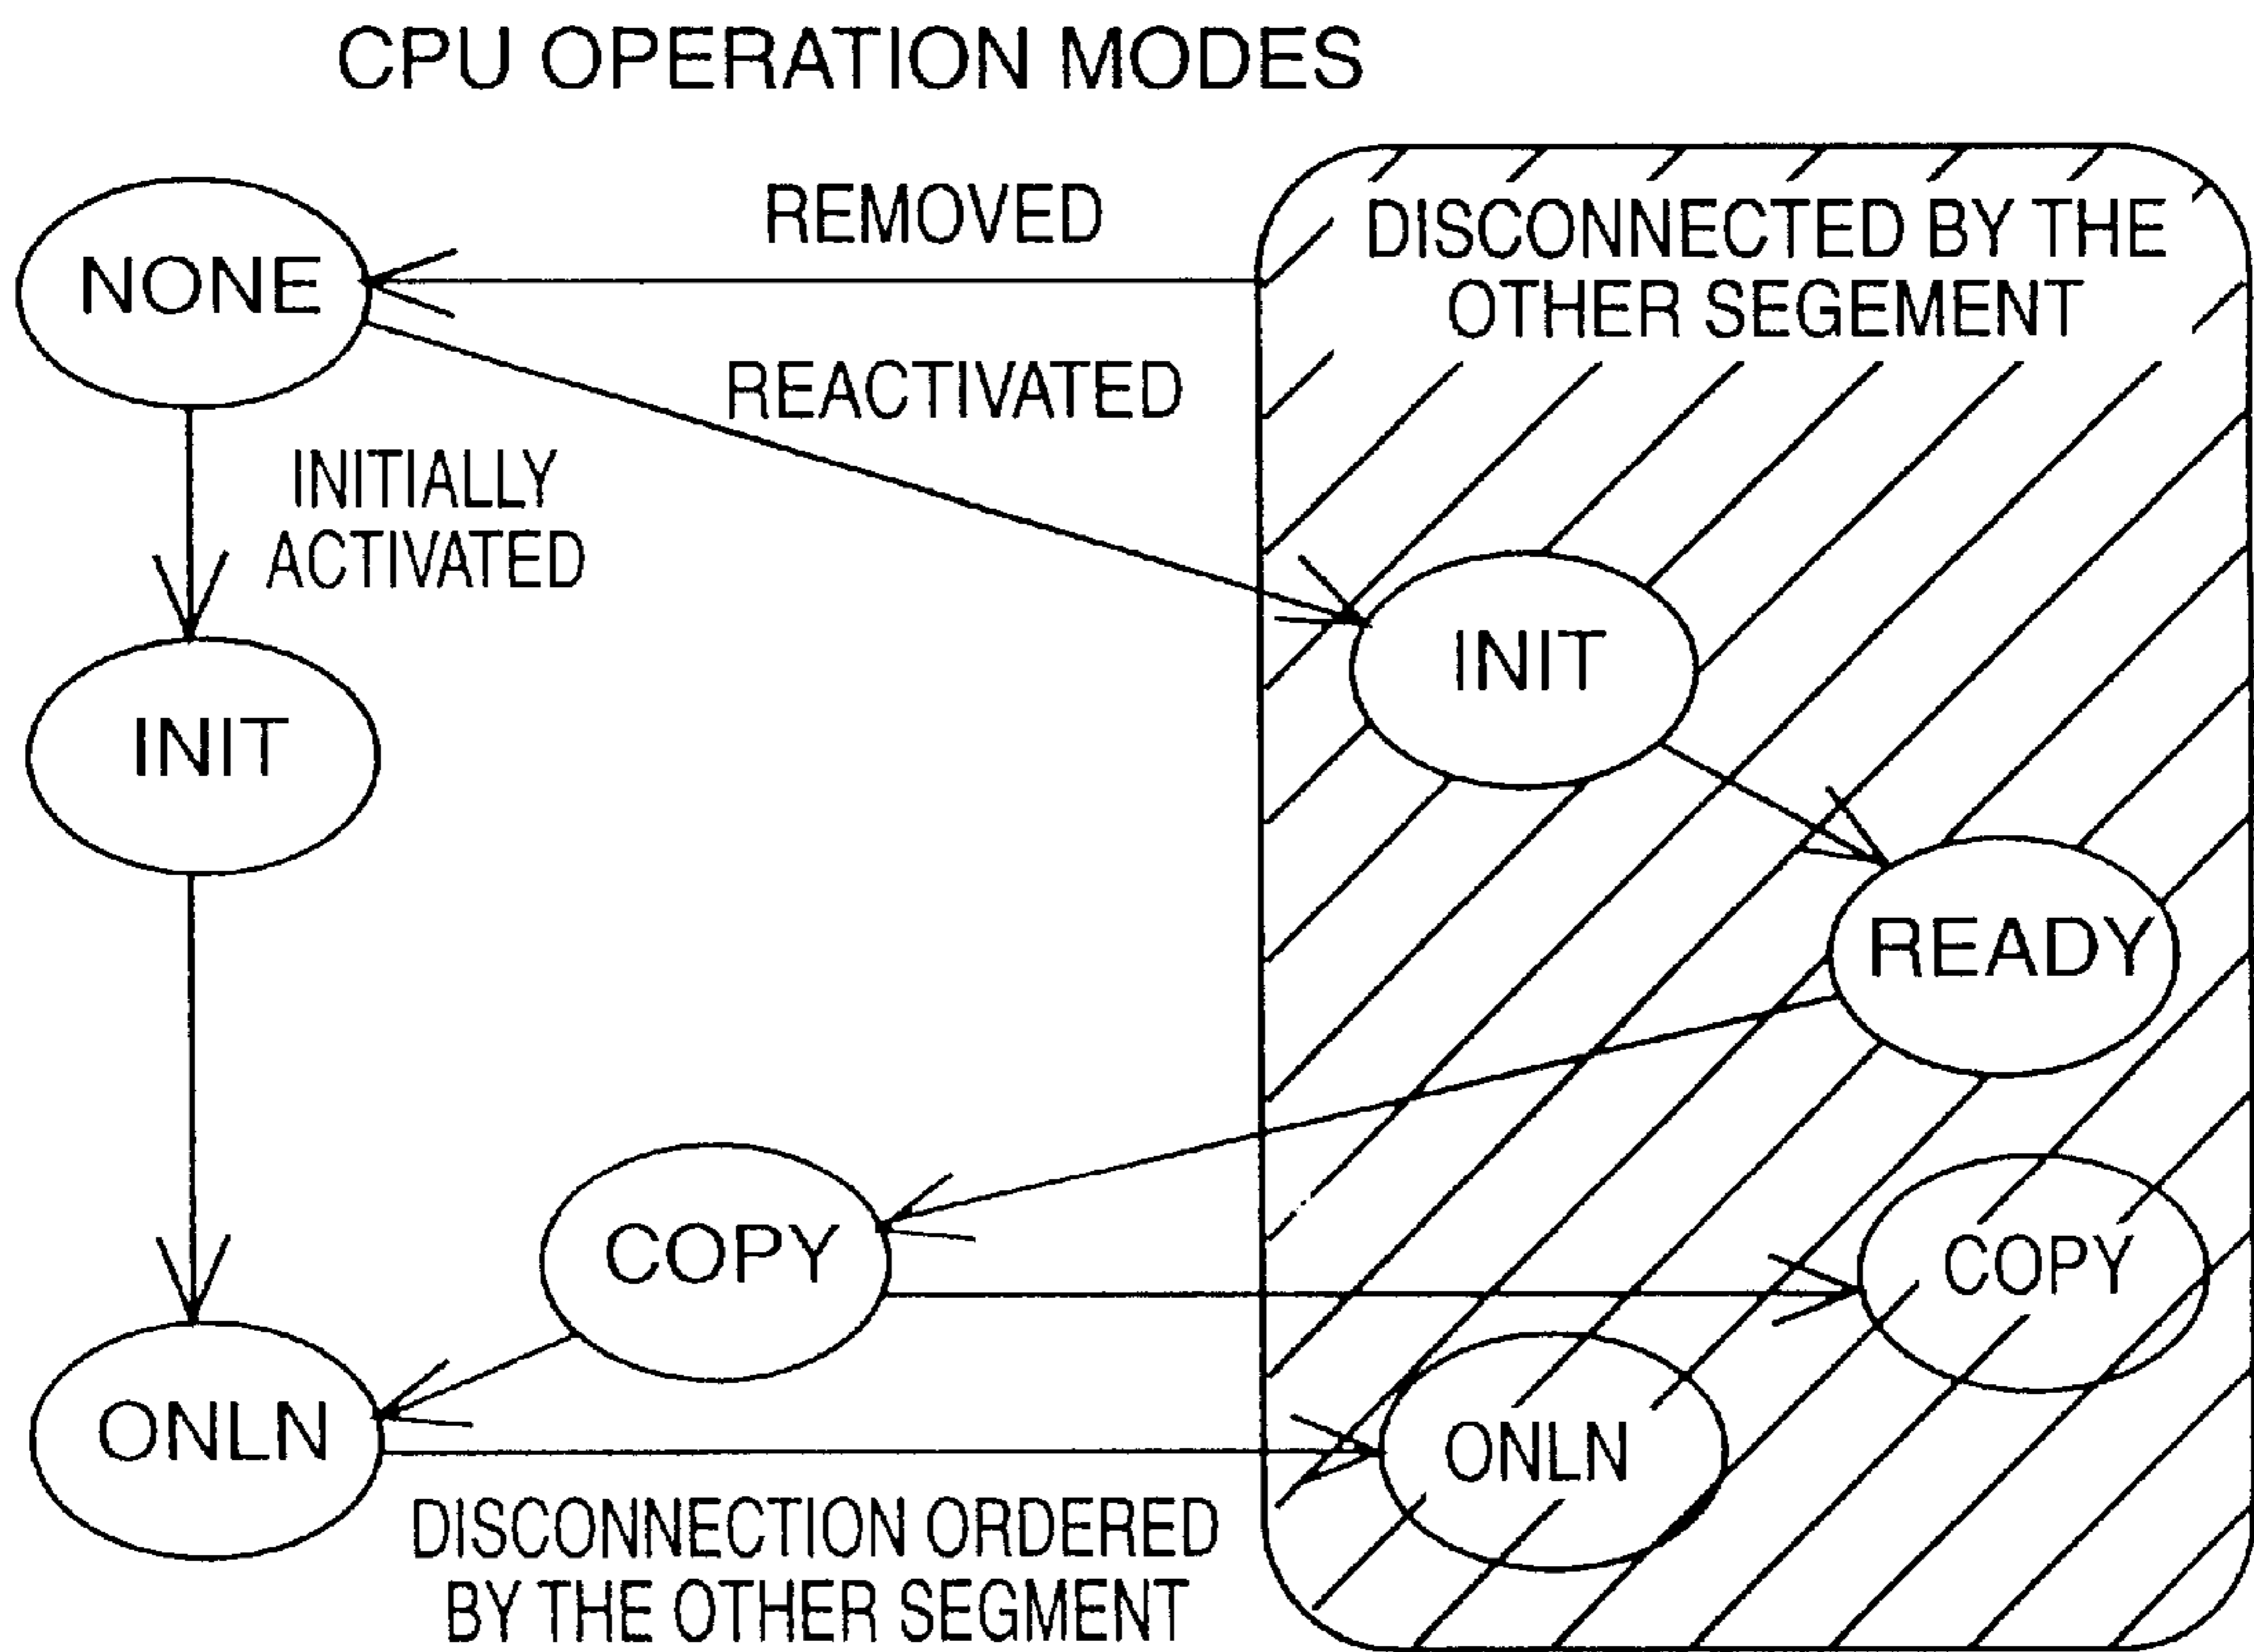 CPU OPERATION MODES
REMOVED
DISCONNECTED BY THE
OTHER SEGEMENT
NONE
REACTIVATED
INITIALLY
ACTIVATED
INIT
INIT
READY
COPY
COPY
ONLN
ONLN
DISCONNECTION ORDERED
BY THE OTHER SEGMENT